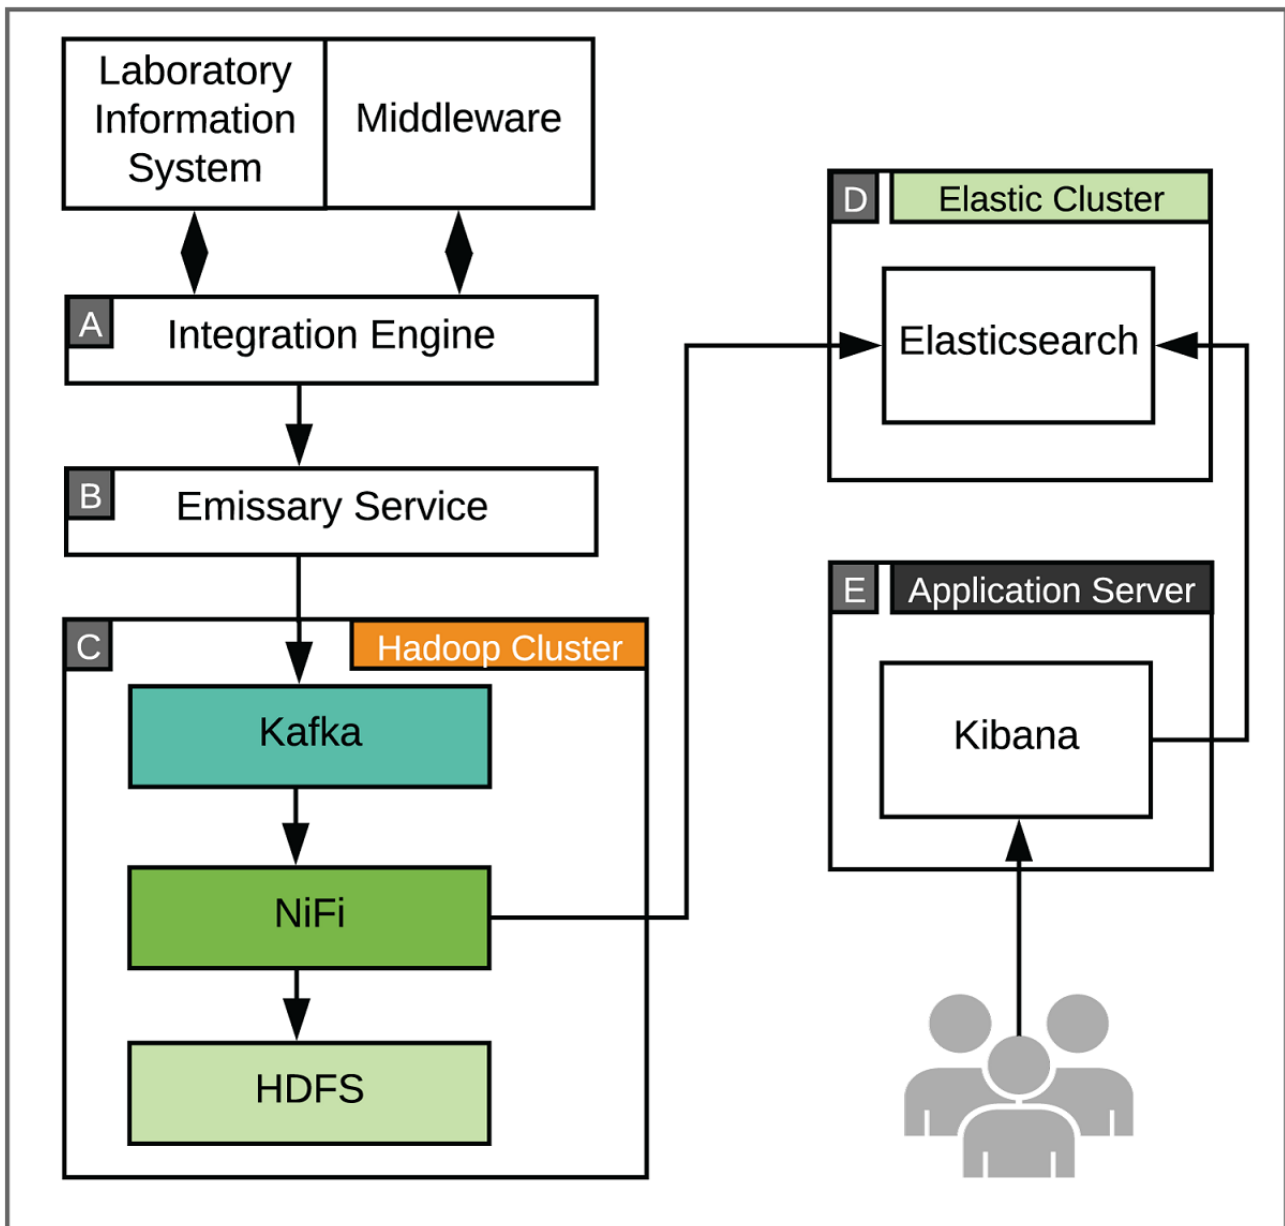 Laboratory
Information
System
Middleware
A
Integration Engine
B
Emissary Service
C
Hadoop Cluster
Kafka
NiFi
HDFS
D
Elastic Cluster
Elasticsearch
E
Application Server
Kibana